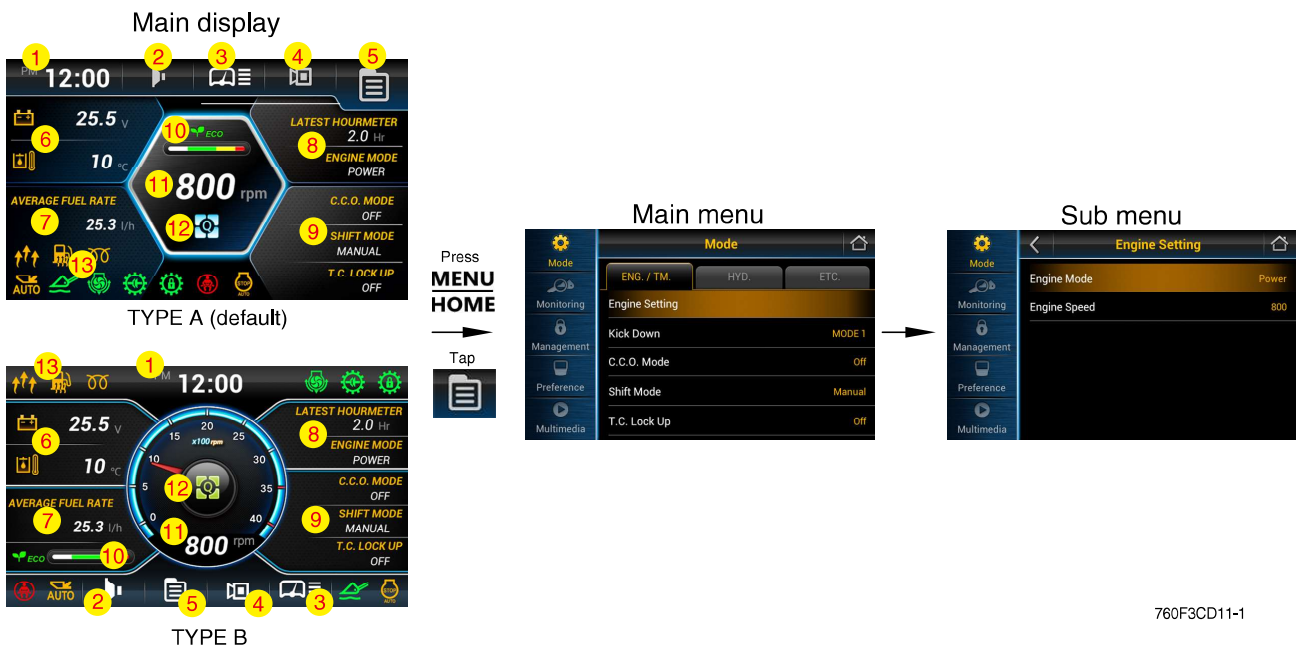 Main display
1
2
3
4
5
PM 12:00
6
25.5 V
10 °C
10
ECO
LATEST HOURMETER
8
2.0 Hr
ENGINE MODE
POWER
11
800 rpm
12
Q
AVERAGE FUEL RATE
7
25.3 l/h
C.C.O. MODE
OFF
9
SHIFT MODE
MANUAL
T.C. LOCK UP
OFF
13
AUTO
STOP
AUTO
TYPE A (default)
13
1
PM 12:00
6
25.5 V
10 °C
LATEST HOURMETER
8
2.0 Hr
ENGINE MODE
POWER
x100 rpm
0
5
10
15
20
25
30
35
40
12
Q
11
800 rpm
AVERAGE FUEL RATE
7
25.3 l/h
ECO
10
C.C.O. MODE
OFF
9
SHIFT MODE
MANUAL
T.C. LOCK UP
OFF
AUTO
STOP
AUTO
2
5
4
3
TYPE B
Press
MENU
HOME
Tap
Main menu
Mode
Monitoring
Management
Preference
Multimedia
Mode
ENG. / TM.
HYD.
ETC.
Engine Setting
Kick Down MODE 1
C.C.O. Mode Off
Shift Mode Manual
T.C. Lock Up Off
Sub menu
Mode
Monitoring
Management
Preference
Multimedia
Engine Setting
Engine Mode Power
Engine Speed 800
760F3CD11-1